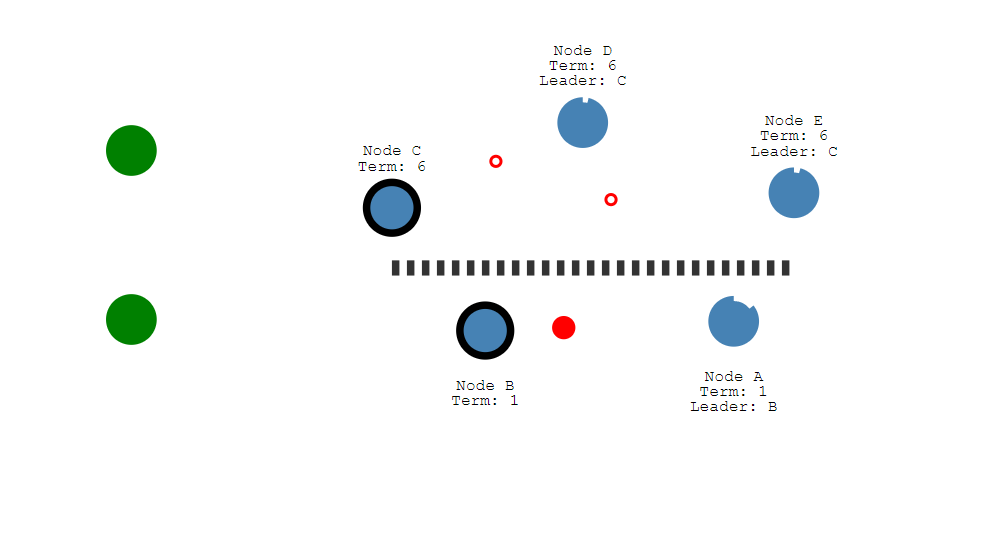 Node D
Term: 6
Leader: C
Node E
Term: 6
Leader: C
Node C
Term: 6
Node B
Term: 1
Node A
Term: 1
Leader: B